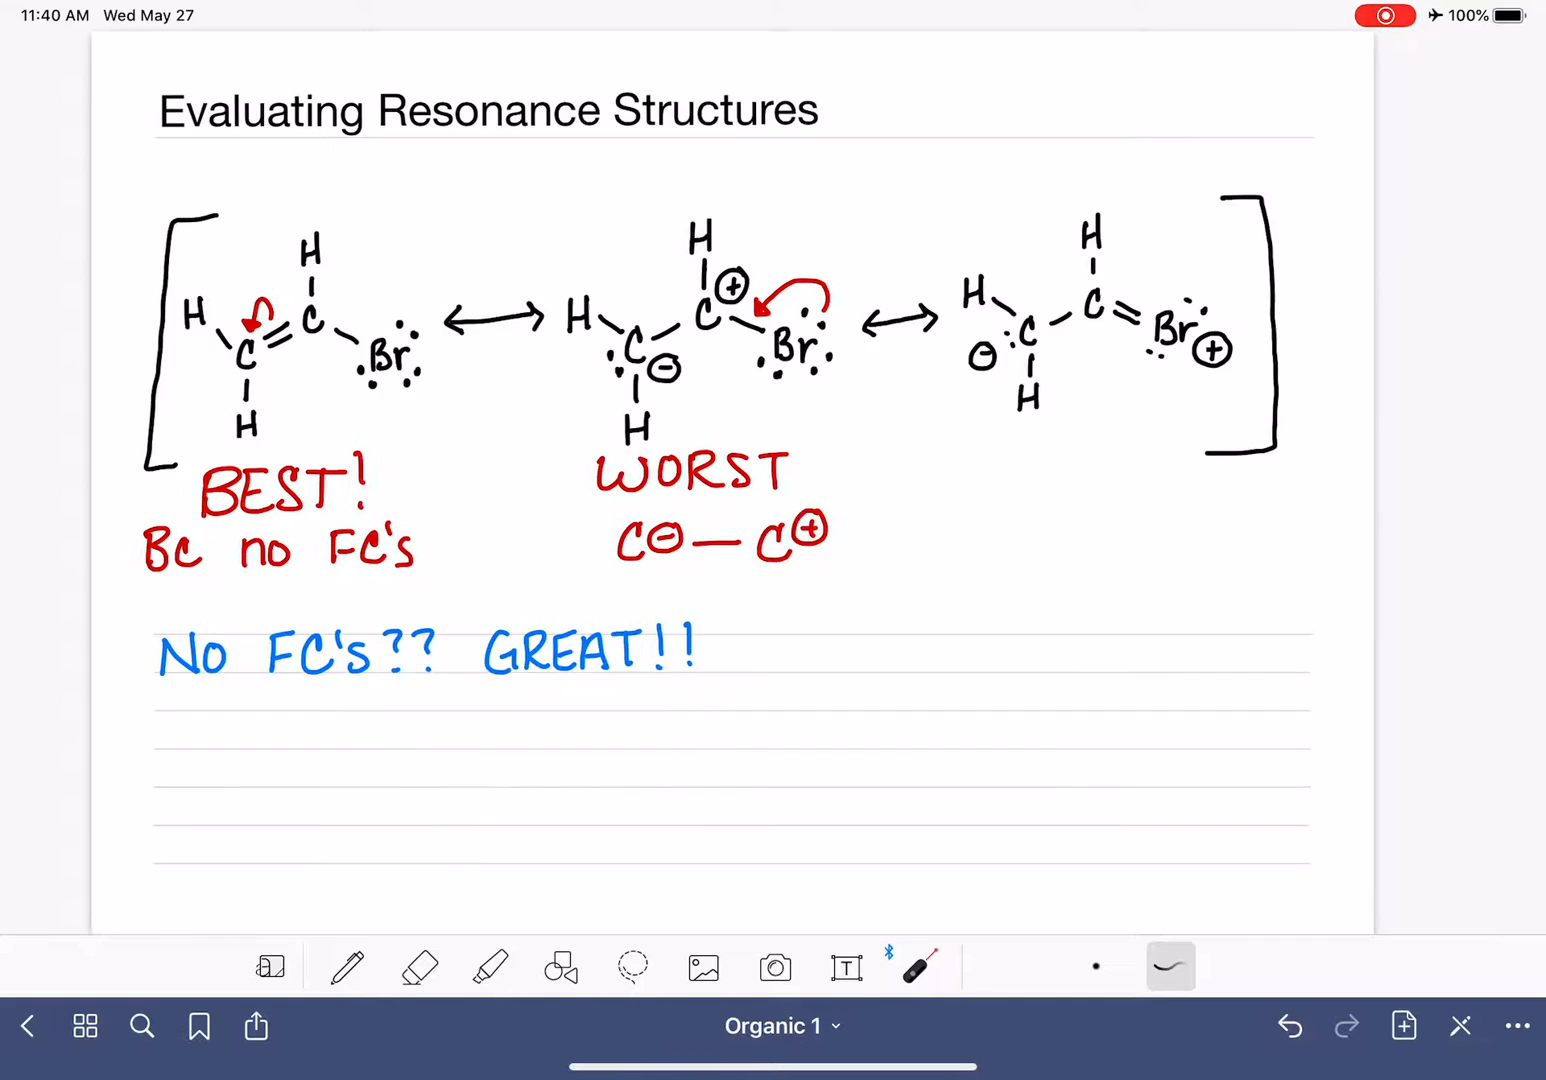 11:40 AM Wed May 27
100%
Evaluating Resonance Structures
H H H
H H H
C C C
C C Br
C Br Br
H H
H
BEST! WORST
Bc no FC's C⊖—C⊕
NO FC's?? GREAT!!
T
Organic 1